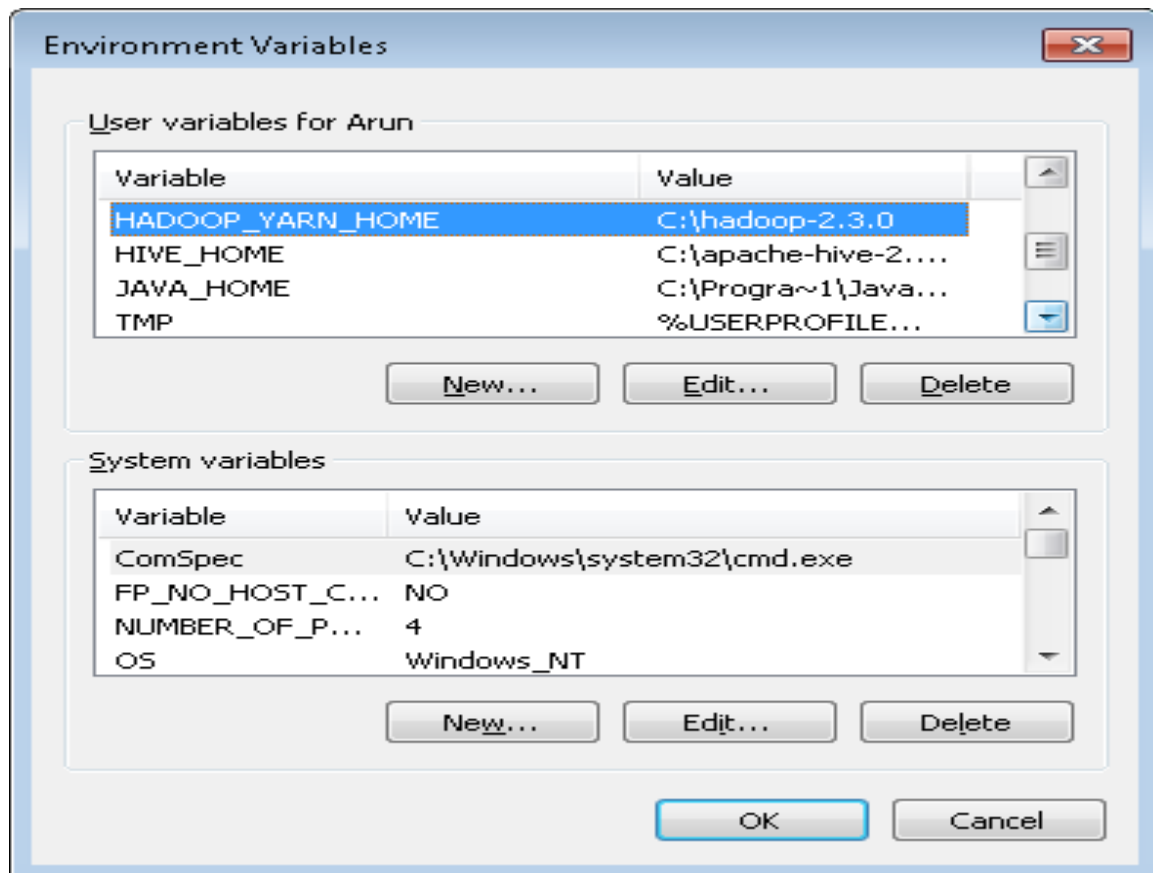 Environment Variables
User variables for Arun
Variable Value
HADOOP_YARN_HOME C:\hadoop-2.3.0
HIVE_HOME C:\apache-hive-2....
JAVA_HOME C:\Progra~1\Java...
TMP %USERPROFILE...
New... Edit... Delete
System variables
Variable Value
ComSpec C:\Windows\system32\cmd.exe
FP_NO_HOST_C... NO
NUMBER_OF_P... 4
OS Windows_NT
New... Edit... Delete
OK Cancel